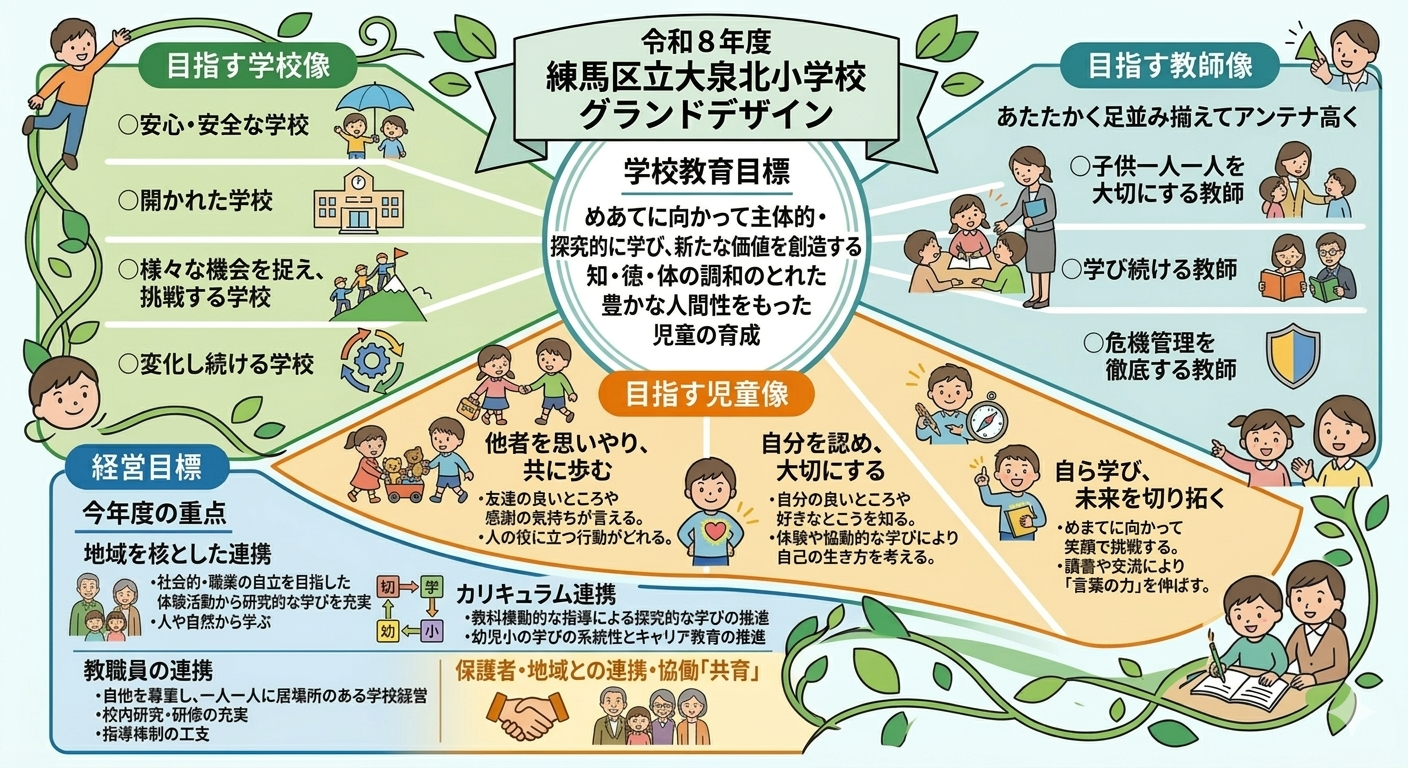 令和８年度
練馬区立大泉北小学校
グランドデザイン
学校教育目標
めあてに向かって主体的・
探究的に学び、新たな価値を創造する
知・徳・体の調和のとれた
豊かな人間性をもった
児童の育成
目指す学校像
○安心・安全な学校
○開かれた学校
○様々な機会を捉え、
挑戦する学校
○変化し続ける学校
目指す教師像
あたたかく足並み揃えてアンテナ高く
○子供一人一人を
大切にする教師
○学び続ける教師
○危機管理を
徹底する教師
目指す児童像
他者を思いやり、
共に歩む
・友達の良いところや
感謝の気持ちが言える。
・人の役に立つ行動がどれる。
自分を認め、
大切にする
・自分の良いところや
好きなとこうを知る。
・体験や協動的な学びにより
自己の生き方を考える。
自ら学び、
未来を切り拓く
・めまてに向かって
笑顔で挑戦する。
・讀書や交流により
「言葉の力」を伸ばす。
経営目標
今年度の重点
地域を核とした連携
・社会的・職業の自立を目指した
体験活動から研究的な学びを充実
・人や自然から学ぶ
切 学
幼 小
カリキュラム連携
・教科横動的な指導による探究的な学びの推進
・幼児小の学びの系統性とキャリア教育の推進
教職員の連携
・自他を尊重し、一人一人に居場所のある学校経営
・校内研究・研修の充実
・指導体制の工支
保護者・地域との連携・協働「共育」